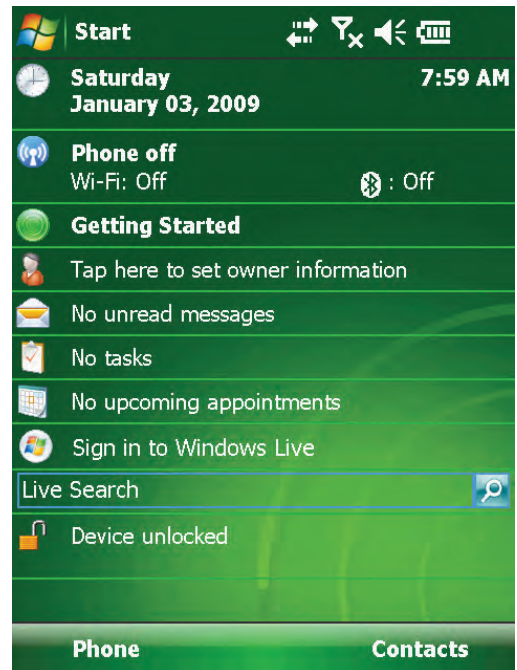 Start
Saturday 7:59 AM
January 03, 2009
Phone off
Wi-Fi: Off : Off
Getting Started
Tap here to set owner information
No unread messages
No tasks
No upcoming appointments
Sign in to Windows Live
Live Search
Device unlocked
Phone Contacts